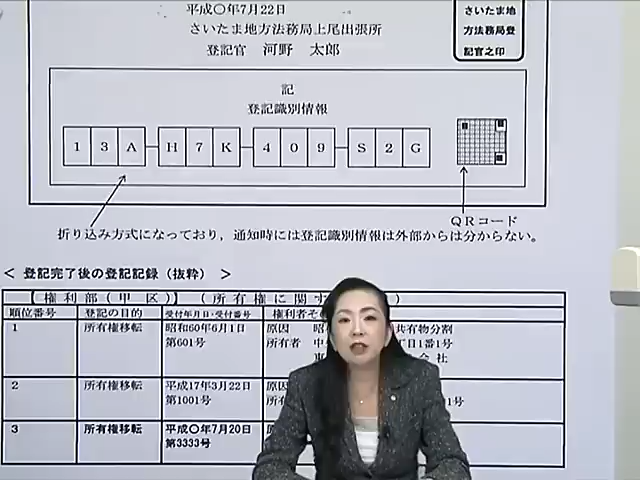 平成〇年7月22日
さいたま地方法務局上尾出張所
登記官 河野 太郎
さいたま地
方法務局登
記官之印
記
登記識別情報
1 3 A - H 7 K - 4 0 9 - S 2 G
QRコード
折り込み方式になっており，通知時には登記識別情報は外部からは分からない。
＜ 登記完了後の登記記録（抜粋） ＞
【権利部（甲 区）】（所有権に関す ）
順位番号 登記の目的 受付年月日・受付番号 権利者そ
1 所有権移転 昭和60年6月1日 原因 共有物分割
第601号 所有者 丁目1番1号
会 社
2 所有権移転 平成17年3月22日 原因
第1001号 1号
3 所有権移転 平成〇年7月20日
第3333号